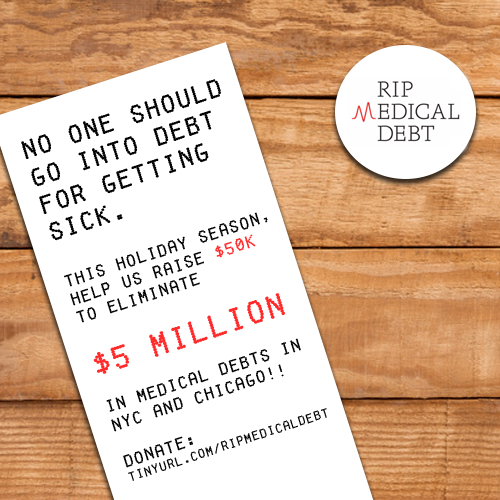 NO ONE SHOULD
GO INTO DEBT
FOR GETTING
SICK.
THIS HOLIDAY SEASON,
HELP US RAISE $50K
TO ELIMINATE
$5 MILLION
IN MEDICAL DEBTS IN
NYC AND CHICAGO!!
DONATE:
TINYURL.COM/RIPMEDICALDEBT
RIP
MEDICAL
DEBT